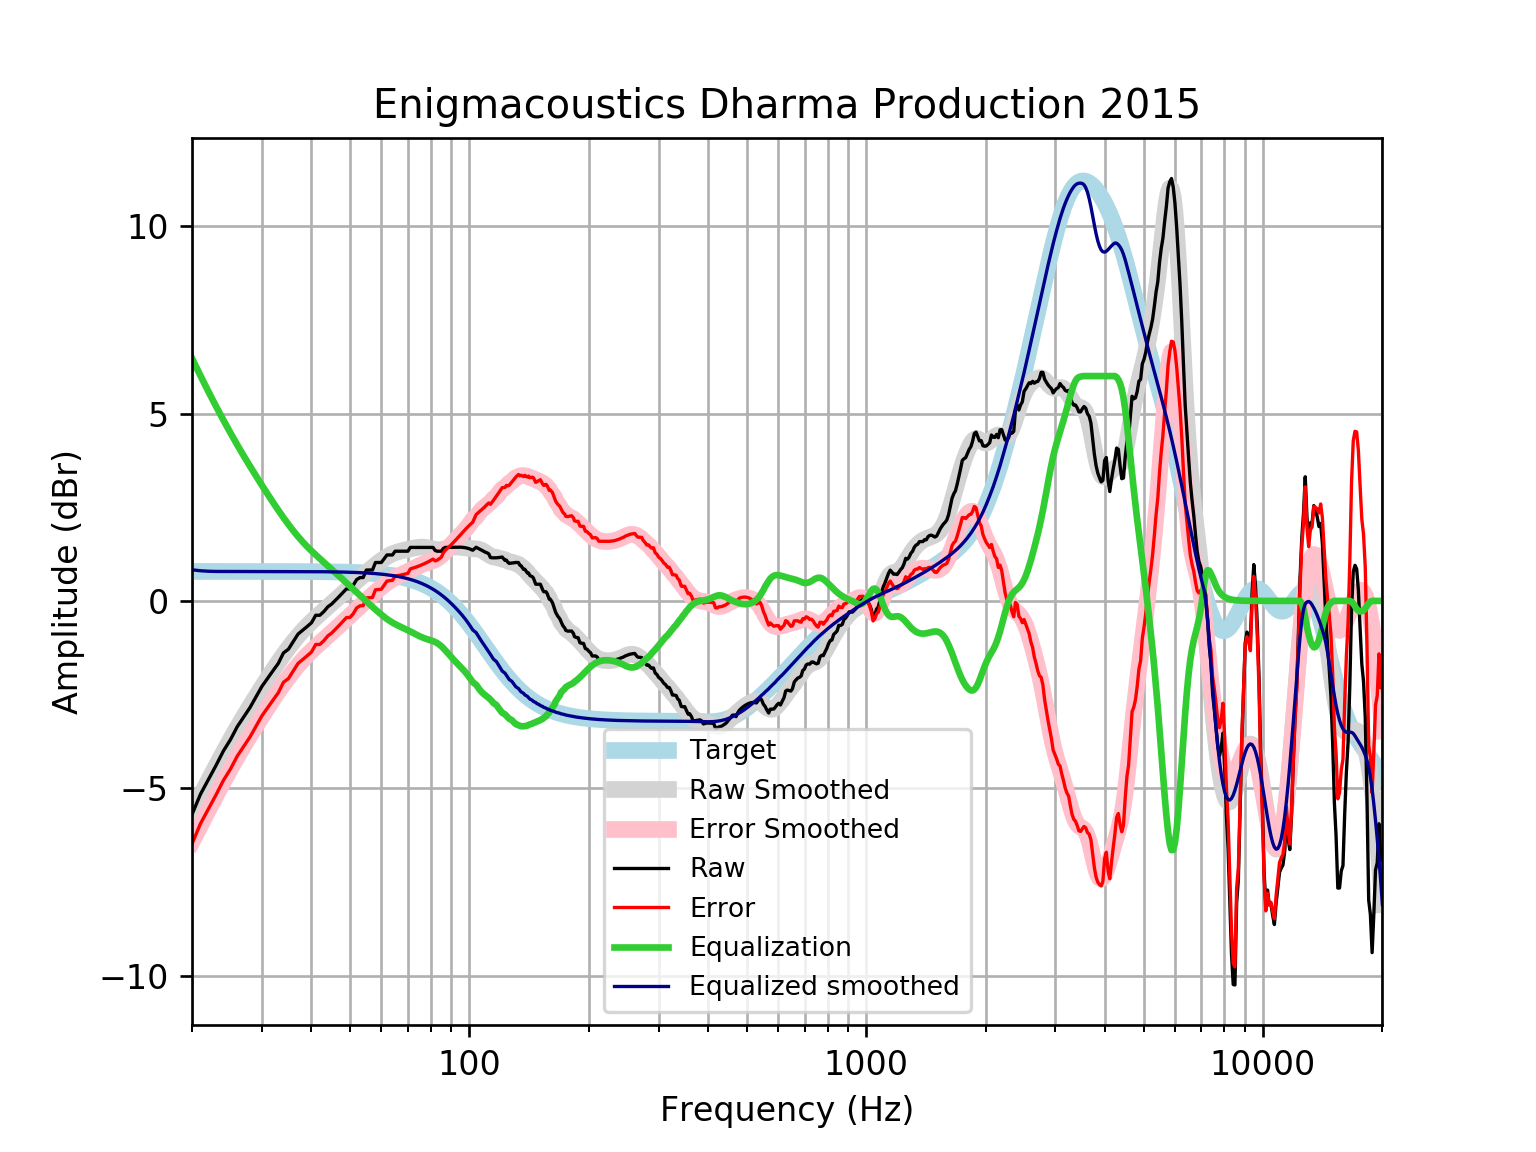 Enigmacoustics Dharma Production 2015
Amplitude (dBr)
10
5
0
−5
−10
Target
Raw Smoothed
Error Smoothed
Raw
Error
Equalization
Equalized smoothed
100
1000
10000
Frequency (Hz)